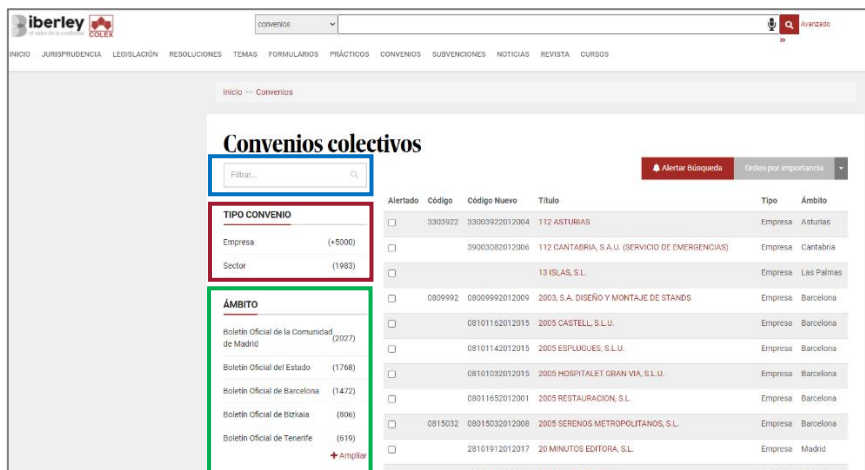 iberley
el valor de la confianza
COLEX
convenios
Avanzado
»
INICIO JURISPRUDENCIA LEGISLACIÓN RESOLUCIONES TEMAS FORMULARIOS PRÁCTICOS CONVENIOS SUBVENCIONES NOTICIAS REVISTA CURSOS
Inicio Convenios
Convenios colectivos
Filtrar...
Alertar Búsqueda Orden por importancia
TIPO CONVENIO
Empresa (+5000)
Sector (1983)
ÁMBITO
Boletín Oficial de la Comunidad de Madrid (2027)
Boletín Oficial del Estado (1768)
Boletín Oficial de Barcelona (1472)
Boletín Oficial de Bizkaia (806)
Boletín Oficial de Tenerife (619)
+ Ampliar
Alertado Código Código Nuevo Título Tipo Ámbito
3303922 33003922012004 112 ASTURIAS Empresa Asturias
39003082012006 112 CANTABRIA, S.A.U. (SERVICIO DE EMERGENCIAS) Empresa Cantabria
13 ISLAS, S.L. Empresa Las Palmas
0809992 08009992012009 2003, S.A. DISEÑO Y MONTAJE DE STANDS Empresa Barcelona
08101162012015 2005 CASTELL, S.L.U. Empresa Barcelona
08101142012015 2005 ESPLUGUES, S.L.U. Empresa Barcelona
08101032012015 2005 HOSPITALET GRAN VIA, S.L.U. Empresa Barcelona
08011652012001 2005 RESTAURACION, S.L. Empresa Barcelona
0815032 08015032012008 2005 SERENOS METROPOLITANOS, S.L. Empresa Barcelona
28101912012017 20 MINUTOS EDITORA, S.L. Empresa Madrid